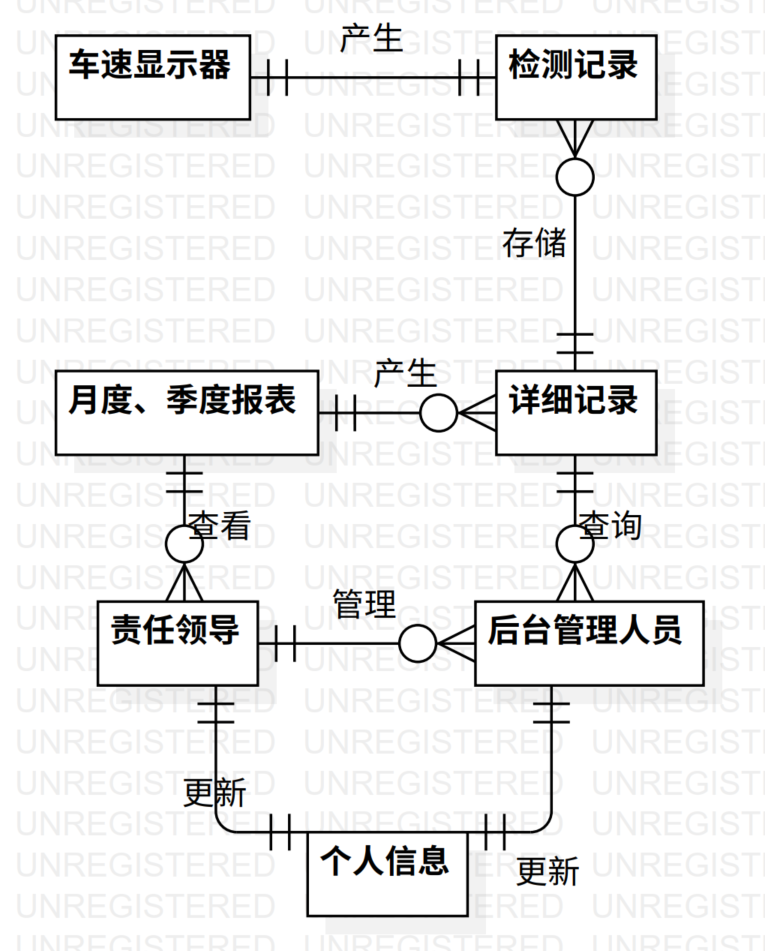 产生
车速显示器
检测记录
存储
产生
月度、季度报表
详细记录
查看
查询
管理
责任领导
后台管理人员
更新
个人信息
更新
UNREGISTERED